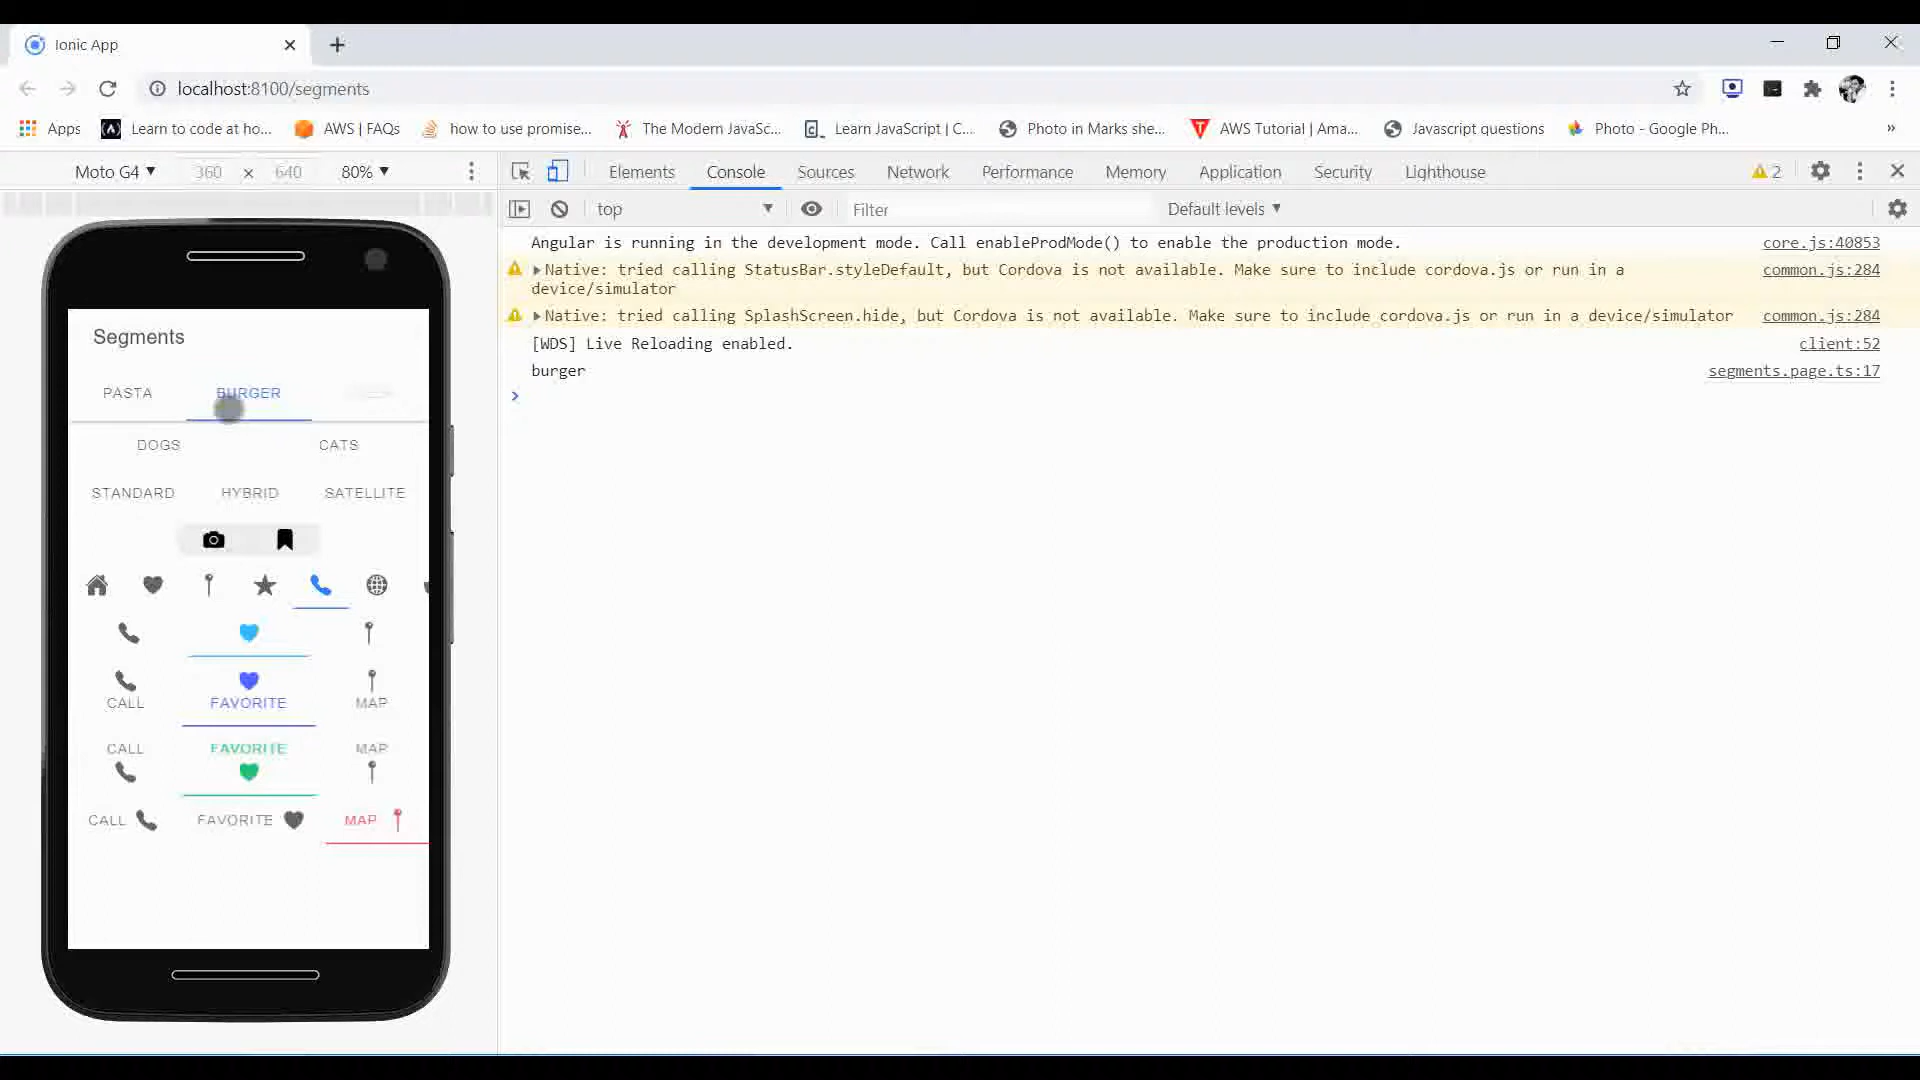 Ionic App
localhost:8100/segments
Apps Learn to code at ho... AWS | FAQs how to use promise... The Modern JavaSc... Learn JavaScript | C... Photo in Marks she... AWS Tutorial | Ama... Javascript questions Photo - Google Ph... »
Moto G4 360 × 640 80%
Elements Console Sources Network Performance Memory Application Security Lighthouse 2
top Filter Default levels
Angular is running in the development mode. Call enableProdMode() to enable the production mode. core.js:40853
Native: tried calling StatusBar.styleDefault, but Cordova is not available. Make sure to include cordova.js or run in a common.js:284
device/simulator
Native: tried calling SplashScreen.hide, but Cordova is not available. Make sure to include cordova.js or run in a device/simulator common.js:284
[WDS] Live Reloading enabled. client:52
burger segments.page.ts:17
Segments
PASTA BURGER
DOGS CATS
STANDARD HYBRID SATELLITE
CALL FAVORITE MAP
CALL FAVORITE MAP
CALL FAVORITE MAP